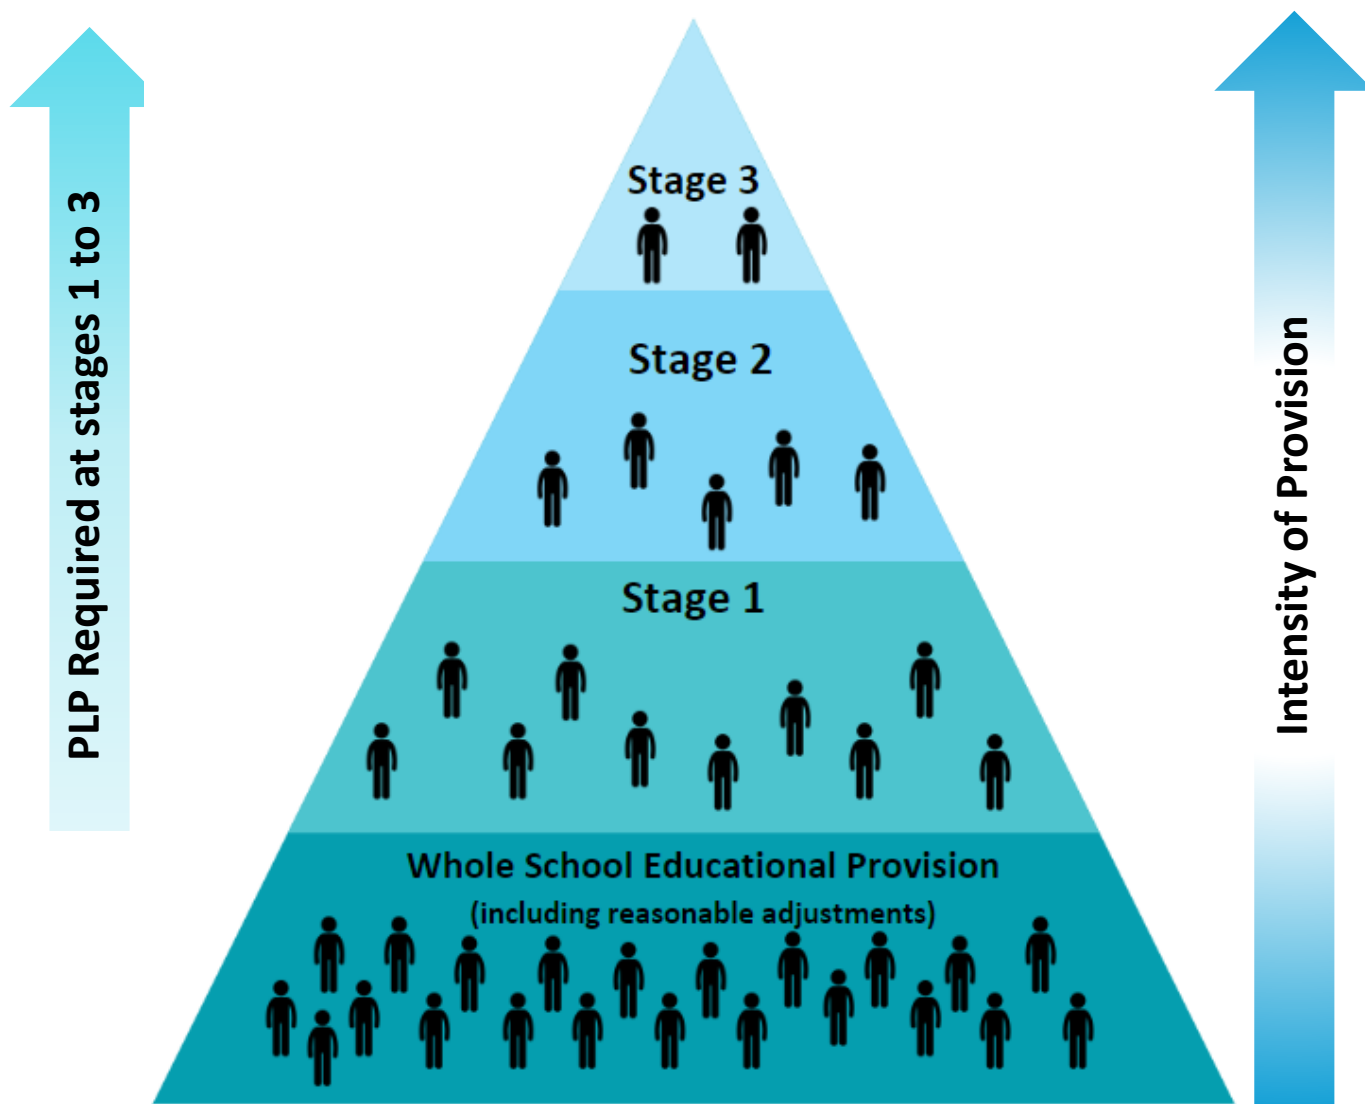 PLP Required at stages 1 to 3
Stage 3
Stage 2
Stage 1
Whole School Educational Provision
(including reasonable adjustments)
Intensity of Provision